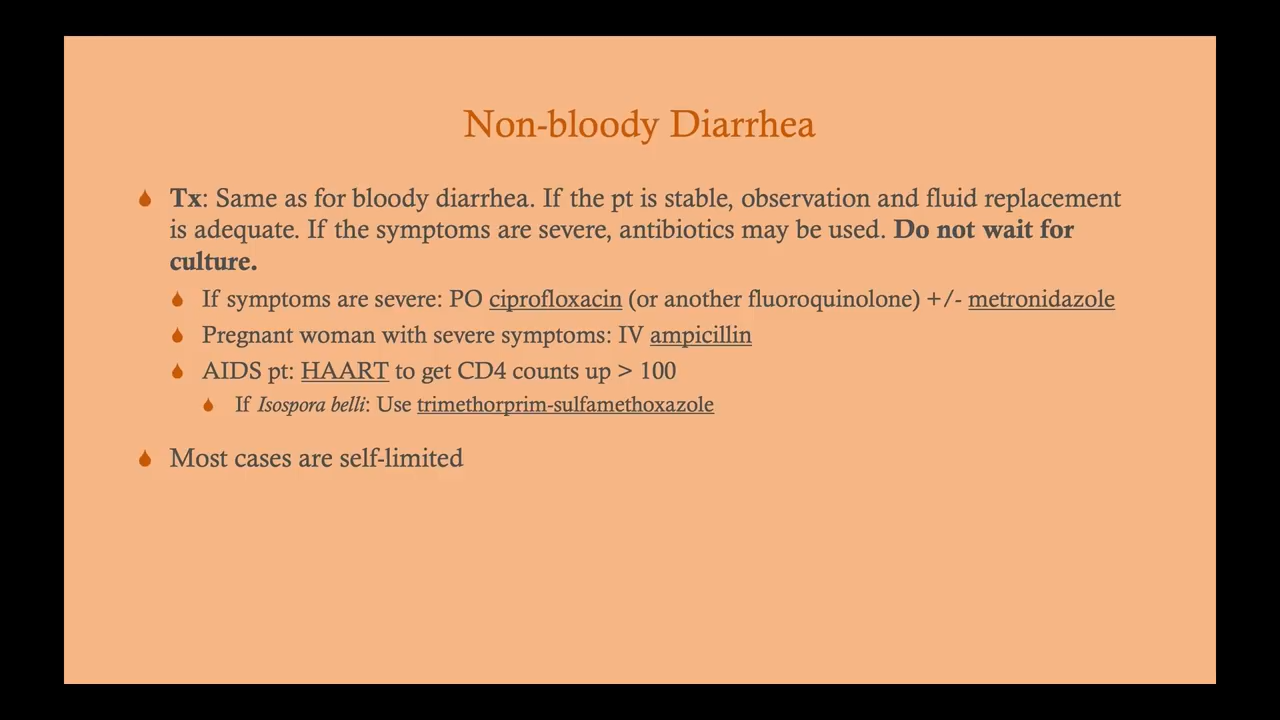 Non-bloody Diarrhea
Tx: Same as for bloody diarrhea. If the pt is stable, observation and fluid replacement
is adequate. If the symptoms are severe, antibiotics may be used. Do not wait for
culture.
If symptoms are severe: PO ciprofloxacin (or another fluoroquinolone) +/- metronidazole
Pregnant woman with severe symptoms: IV ampicillin
AIDS pt: HAART to get CD4 counts up > 100
If Isospora belli: Use trimethorprim-sulfamethoxazole
Most cases are self-limited